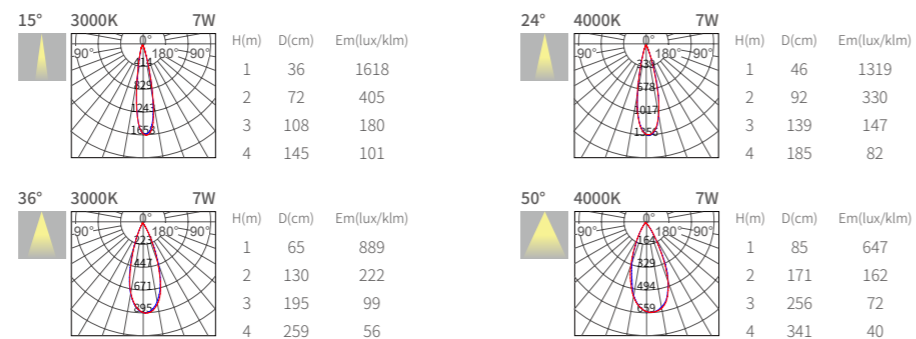 15° 3000K 7W
90° 0° 180° 90°
414
829
1243
1658
H(m) D(cm) Em(lux/klm)
1 36 1618
2 72 405
3 108 180
4 145 101
24° 4000K 7W
90° 0° 180° 90°
339
678
1017
1356
H(m) D(cm) Em(lux/klm)
1 46 1319
2 92 330
3 139 147
4 185 82
36° 3000K 7W
90° 0° 180° 90°
223
447
671
895
H(m) D(cm) Em(lux/klm)
1 65 889
2 130 222
3 195 99
4 259 56
50° 4000K 7W
90° 0° 180° 90°
164
329
494
659
H(m) D(cm) Em(lux/klm)
1 85 647
2 171 162
3 256 72
4 341 40